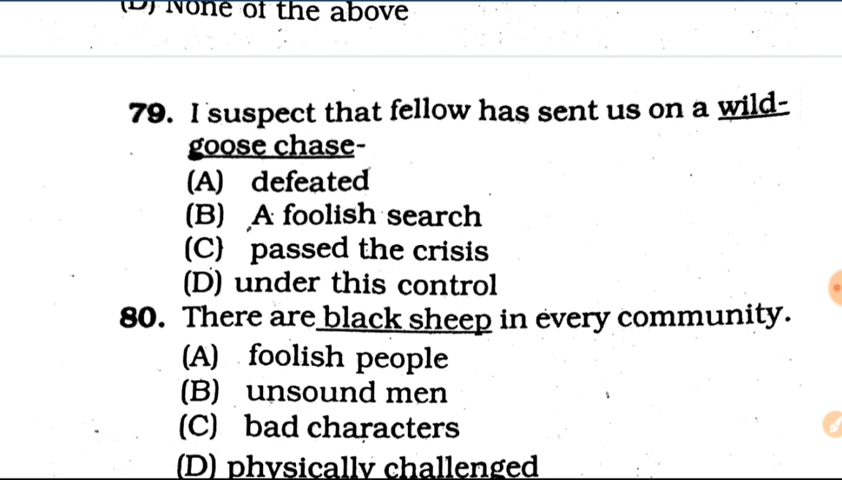 (D) None of the above
79. I suspect that fellow has sent us on a wild-
goose chase-
(A) defeated
(B) A foolish search
(C) passed the crisis
(D) under this control
80. There are black sheep in every community.
(A) foolish people
(B) unsound men
(C) bad characters
(D) physically challenged